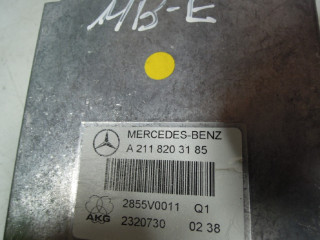 MB-E
MERCEDES-BENZ
A 211 820 31 85
2855V0011 Q1
AKG
2320730 02 38